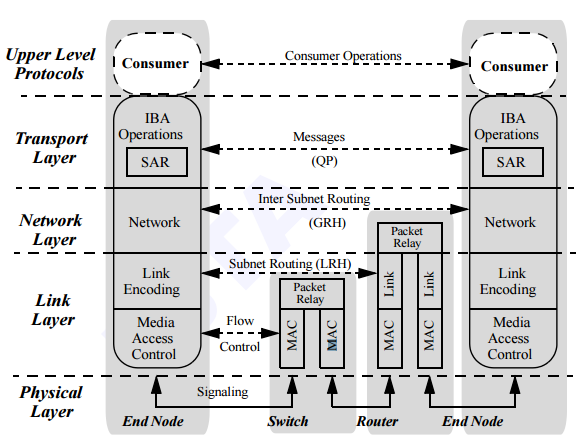 Upper Level
Protocols
Consumer
Consumer Operations
Consumer
Transport
Layer
IBA
Operations
SAR
Messages
(QP)
IBA
Operations
SAR
Network
Layer
Network
Inter Subnet Routing
(GRH)
Network
Packet
Relay
Link
Layer
Link
Encoding
Subnet Routing (LRH)
Link
Link
Link
Encoding
Packet
Relay
Media
Access
Control
Flow
Control
MAC
MAC
MAC
MAC
Media
Access
Control
Physical
Layer
Signaling
End Node
Switch
Router
End Node